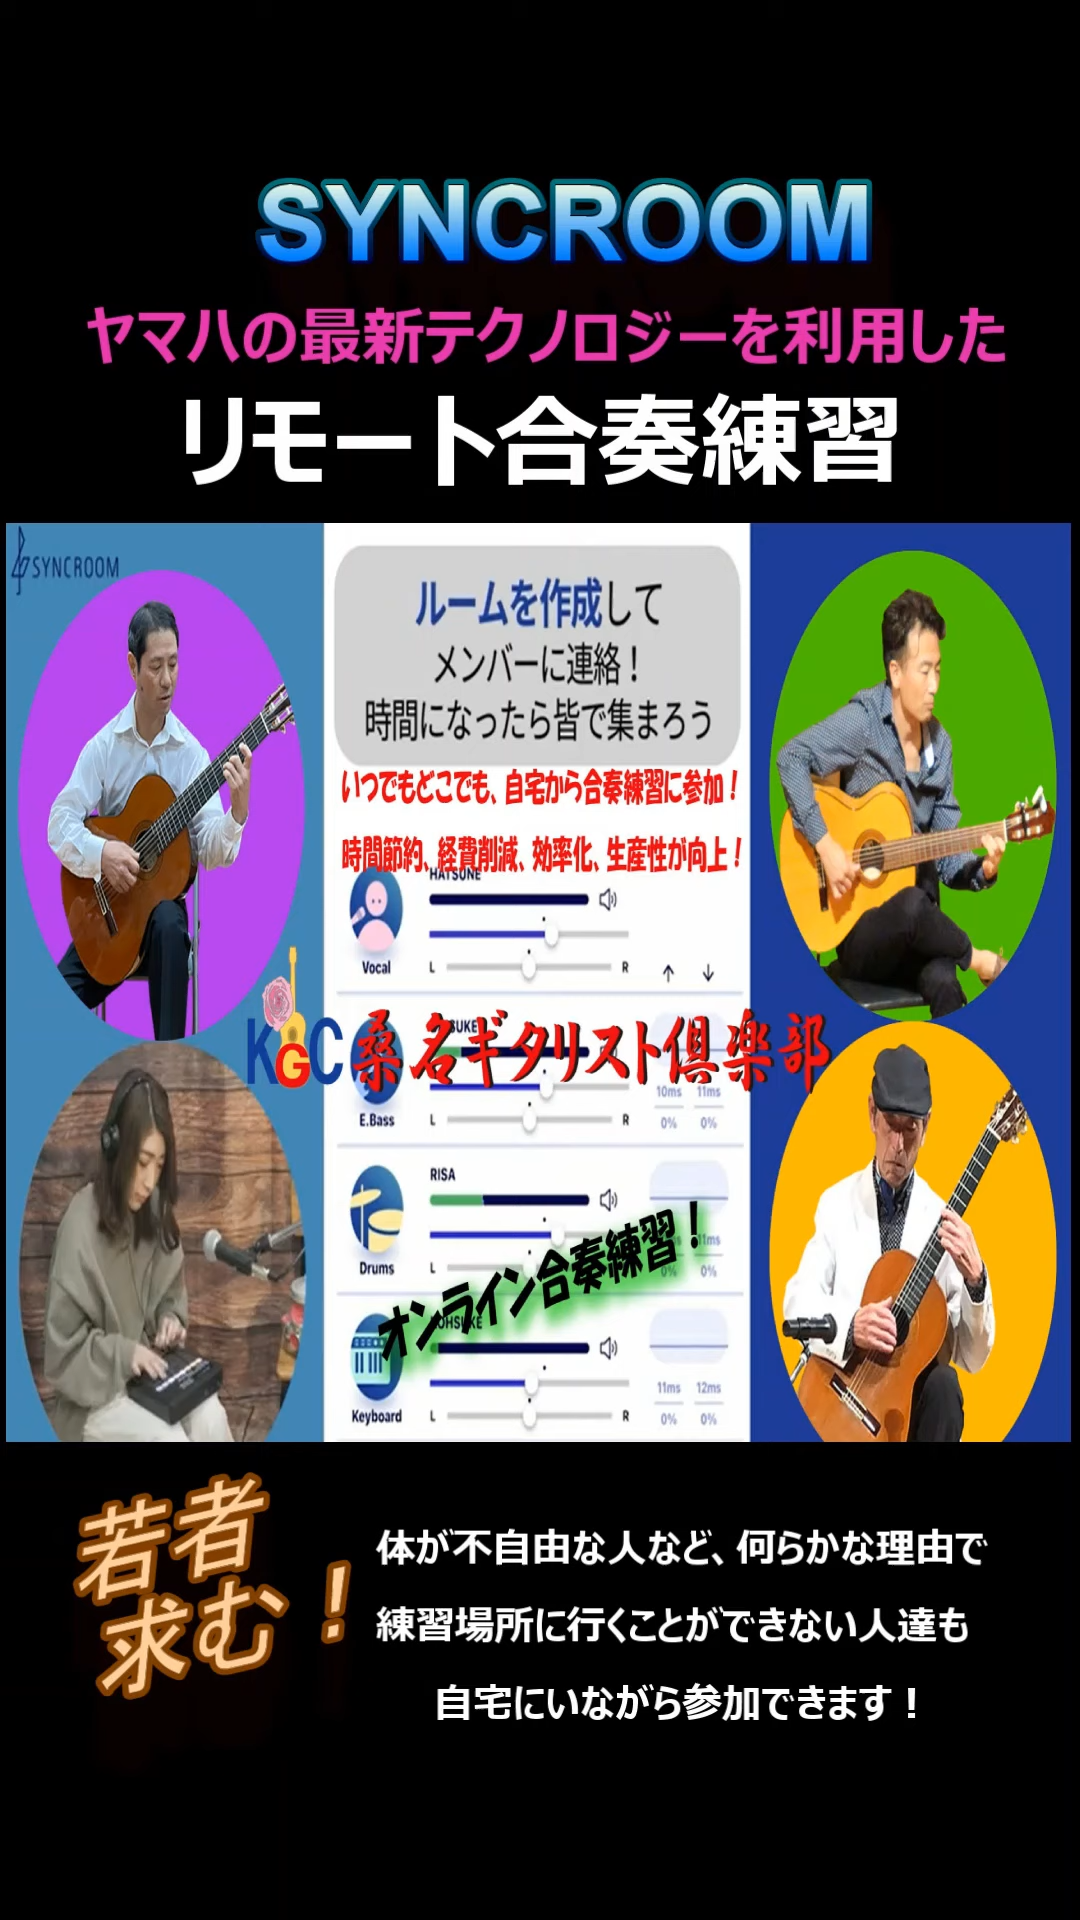 SYNCROOM
ヤマハの最新テクノロジーを利用した
リモート合奏練習
SYNCROOM
ルームを作成して
メンバーに連絡！
時間になったら皆で集まろう
いつでもどこでも、自宅から合奏練習に参加！
時間節約、経費削減、効率化、生産性が向上！
HATSUNE
Vocal
L R
KGC 桑名ギタリスト倶楽部
E.Bass
L R
10ms 11ms
0% 0%
RISA
Drums
L
0% 0%
オンライン合奏練習！
Keyboard
L R
11ms 12ms
0% 0%
若者
求む！
体が不自由な人など、何らかな理由で
練習場所に行くことができない人達も
自宅にいながら参加できます！